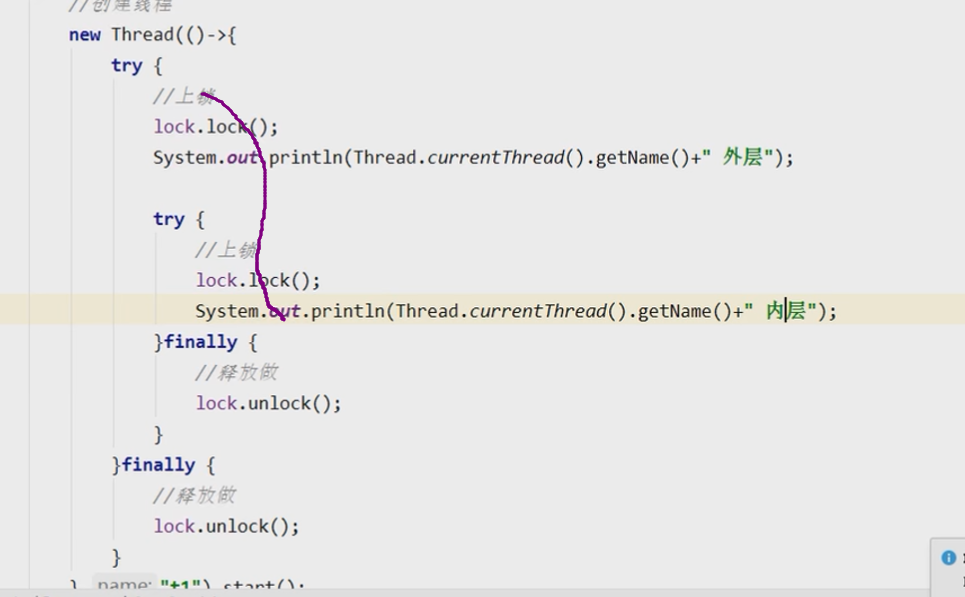 //创建线程
new Thread(()->{
try {
//上锁
lock.lock();
System.out.println(Thread.currentThread().getName()+" 外层");
try {
//上锁
lock.lock();
System.out.println(Thread.currentThread().getName()+" 内层");
}finally {
//释放做
lock.unlock();
}
}finally {
//释放做
lock.unlock();
}
}, name: "t1").start();